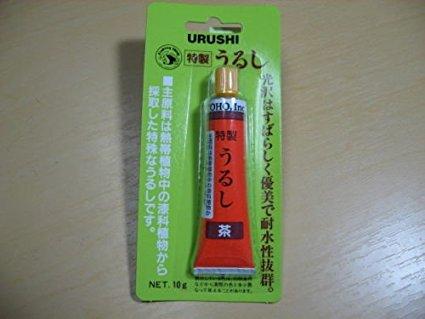 URUSHI
特製 うるし
光沢はすばらしく優美で耐水性抜群。
■主原料は熱帯植物中の漆科植物から
採取した特殊なうるしです。
OHO, Inc
特製
うるし
茶
NET. 10g